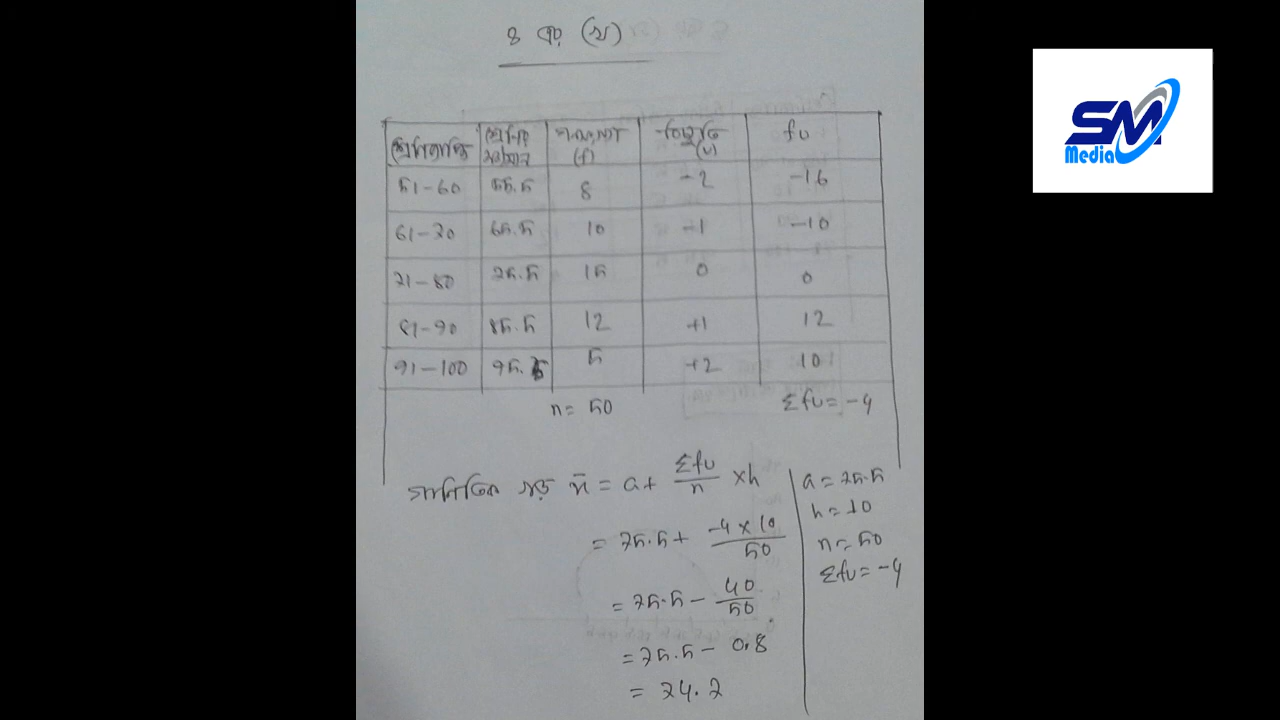 ৪ এর (খ)
শ্রেণিব্যাপ্তি শ্রেণির মধ্যমান গণসংখ্যা (f) বিচ্যুতি (u) fu
51-60 55.5 8 -2 -16
61-70 65.5 10 -1 -10
71-80 75.5 15 0 0
81-90 85.5 12 +1 12
91-100 95.5 5 +2 10
n= 50 Σfu= -4
গাণিতিক গড় x̄ = a+ Σfu/n ×h
= 75.5+ -4×10/50
= 75.5 - 40/50
= 75.5 - 0.8
= 74.7
a = 75.5
h = 10
n = 50
Σfu = -4
SM
Media